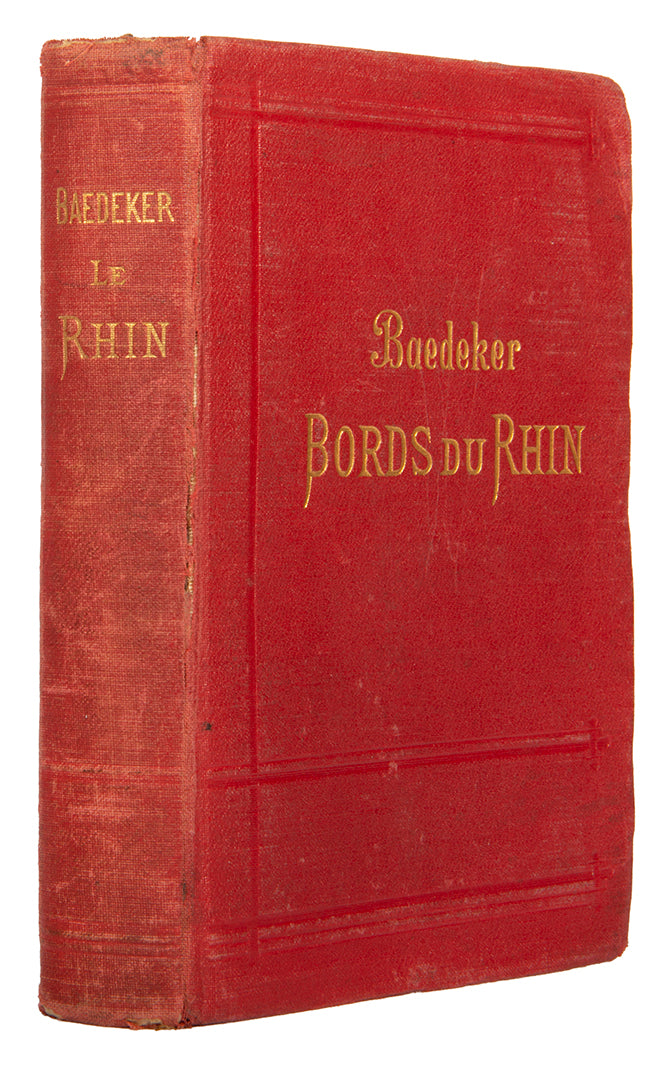 BAEDEKER
LE
RHIN
Baedeker
BORDS DU RHIN